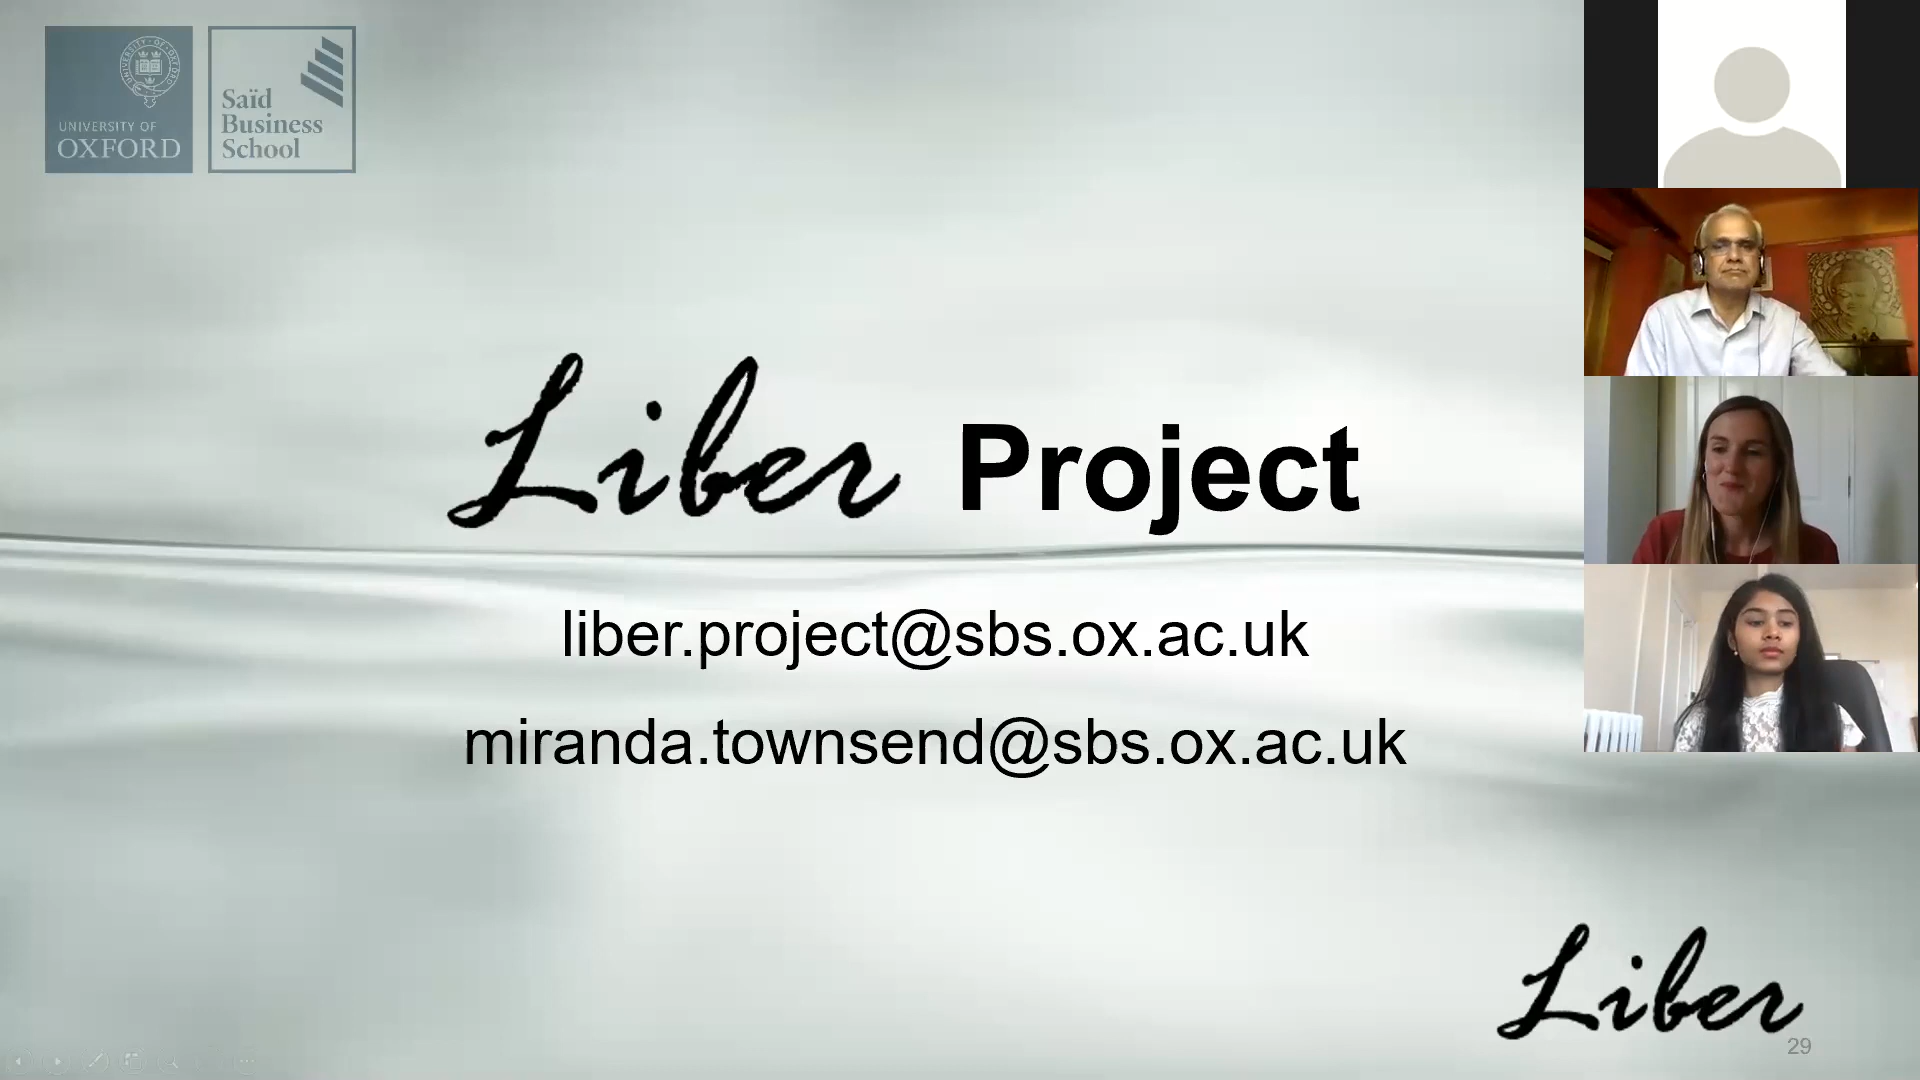 UNIVERSITY OF
OXFORD
Saïd
Business
School
Liber Project
liber.project@sbs.ox.ac.uk
miranda.townsend@sbs.ox.ac.uk
Liber
29